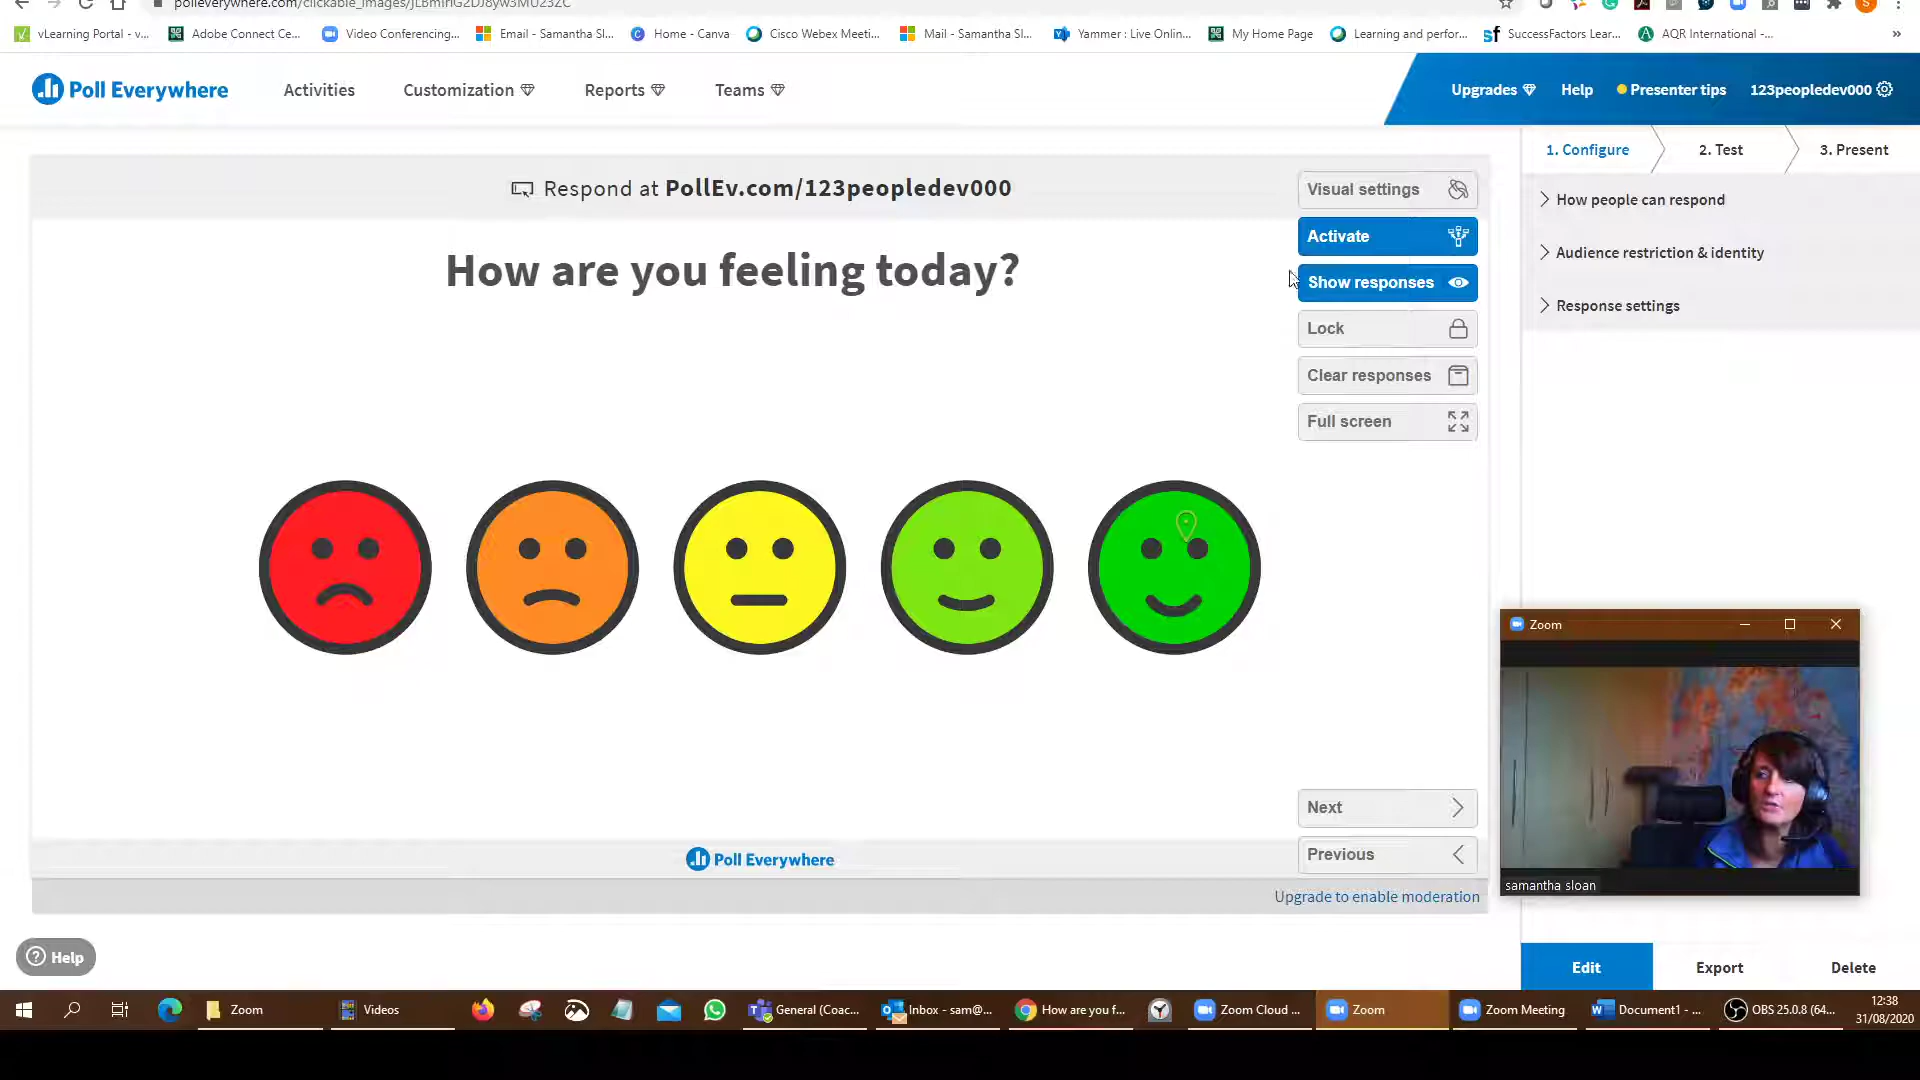 polleverywhere.com/clickable_images/
vLearning Portal - v...
Adobe Connect Ce...
Video Conferencing...
Email - Samantha Sl...
Home - Canva
Cisco Webex Meeti...
Mail - Samantha Sl...
Yammer : Live Onlin...
My Home Page
Learning and perfor...
SuccessFactors Lear...
AQR International -...
»
Poll Everywhere
Activities
Customization
Reports
Teams
Upgrades
Help
Presenter tips
123peopledev000
1. Configure
2. Test
3. Present
Respond at PollEv.com/123peopledev000
How are you feeling today?
Visual settings
Activate
Show responses
Lock
Clear responses
Full screen
How people can respond
Audience restriction & identity
Response settings
Zoom
samantha sloan
Next
Previous
Poll Everywhere
Upgrade to enable moderation
Help
Edit
Export
Delete
Zoom
Videos
General (Coac...
Inbox - sam@...
How are you f...
Zoom Cloud ...
Zoom
Zoom Meeting
Document1 - ...
OBS 25.0.8 (64...
12:38
31/08/2020